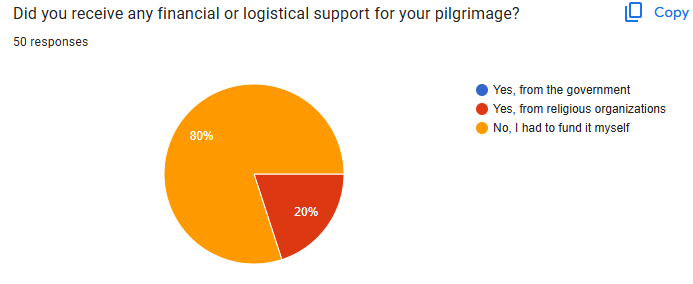 Did you receive any financial or logistical support for your pilgrimage?
Copy
50 responses
Yes, from the government
Yes, from religious organizations
No, I had to fund it myself
80%
20%